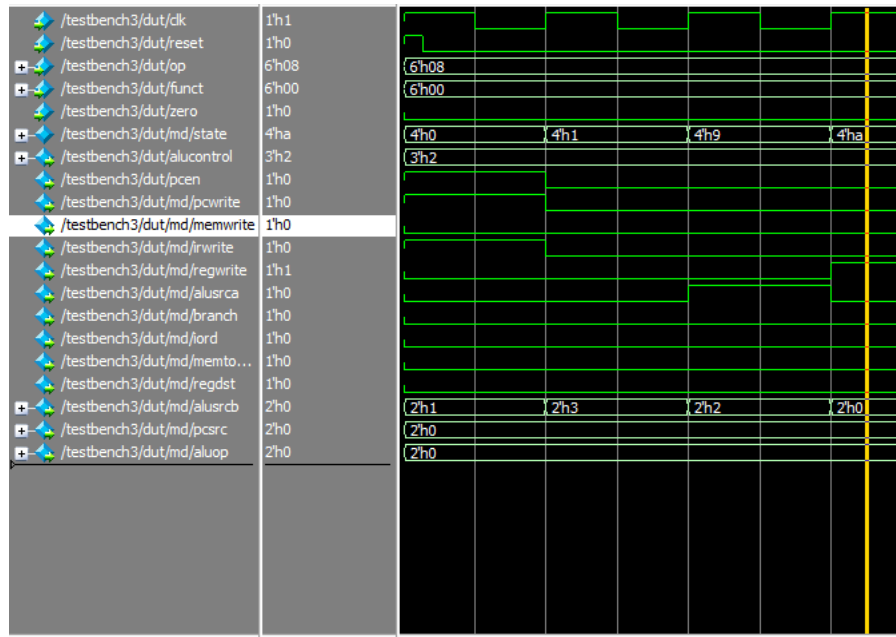 /testbench3/dut/clk 1'h1
/testbench3/dut/reset 1'h0
/testbench3/dut/op 6'h08 6'h08
/testbench3/dut/funct 6'h00 6'h00
/testbench3/dut/zero 1'h0
/testbench3/dut/md/state 4'ha 4'h0 4'h1 4'h9 4'ha
/testbench3/dut/alucontrol 3'h2 3'h2
/testbench3/dut/pcen 1'h0
/testbench3/dut/md/pcwrite 1'h0
/testbench3/dut/md/memwrite 1'h0
/testbench3/dut/md/irwrite 1'h0
/testbench3/dut/md/regwrite 1'h1
/testbench3/dut/md/alusrca 1'h0
/testbench3/dut/md/branch 1'h0
/testbench3/dut/md/iord 1'h0
/testbench3/dut/md/memto... 1'h0
/testbench3/dut/md/regdst 1'h0
/testbench3/dut/md/alusrcb 2'h0 2'h1 2'h3 2'h2 2'h0
/testbench3/dut/md/pcsrc 2'h0 2'h0
/testbench3/dut/md/aluop 2'h0 2'h0